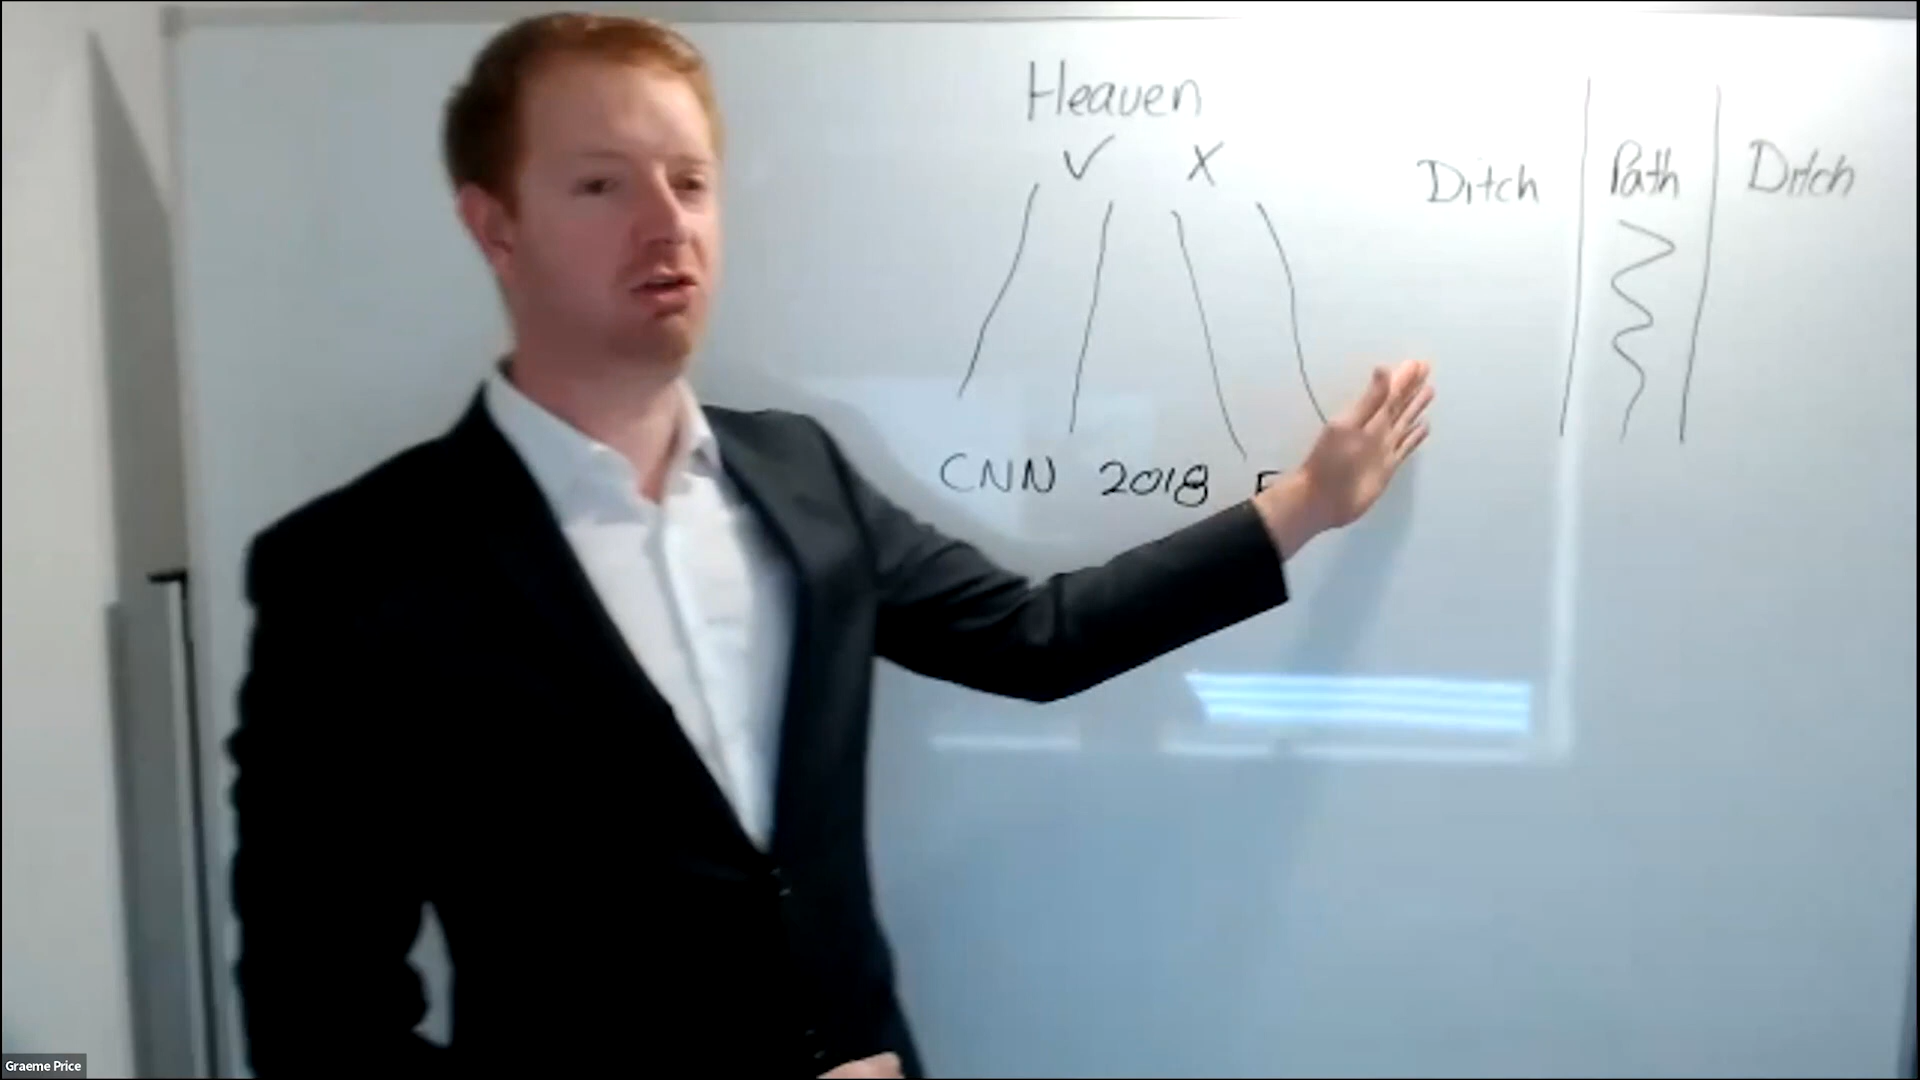 Heaven
✓ X
Ditch Path Ditch
CNN 2018
Graeme Price